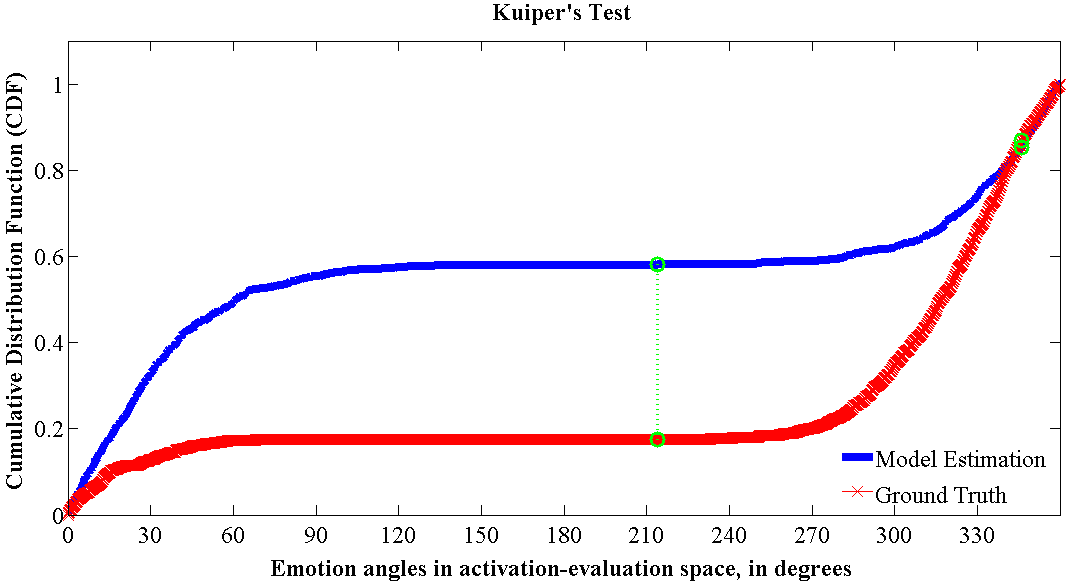 Kuiper's Test
Cumulative Distribution Function (CDF)
1
0.8
0.6
0.4
0.2
0
Model Estimation
Ground Truth
0 30 60 90 120 150 180 210 240 270 300 330
Emotion angles in activation-evaluation space, in degrees